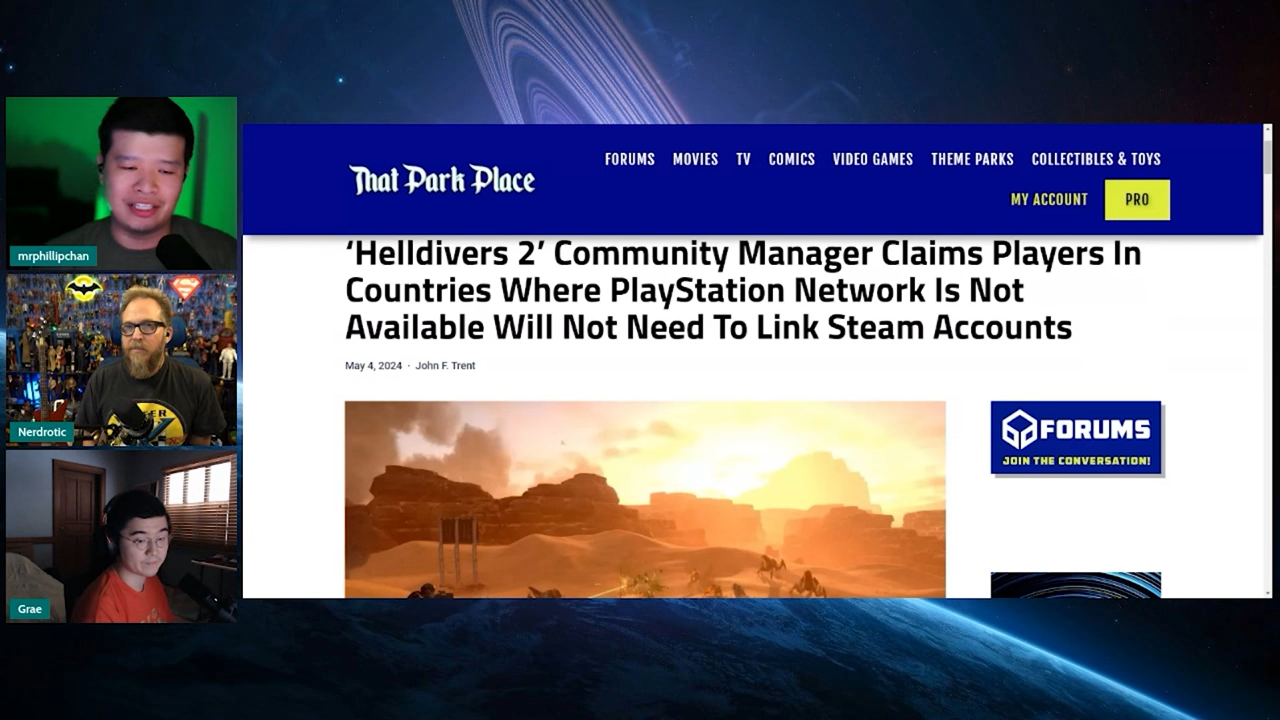 That Park Place
FORUMS MOVIES TV COMICS VIDEO GAMES THEME PARKS COLLECTIBLES & TOYS
MY ACCOUNT PRO
‘Helldivers 2’ Community Manager Claims Players In
Countries Where PlayStation Network Is Not
Available Will Not Need To Link Steam Accounts
May 4, 2024 · John F. Trent
FORUMS
JOIN THE CONVERSATION!
mrphillipchan
Nerdrotic
Grae